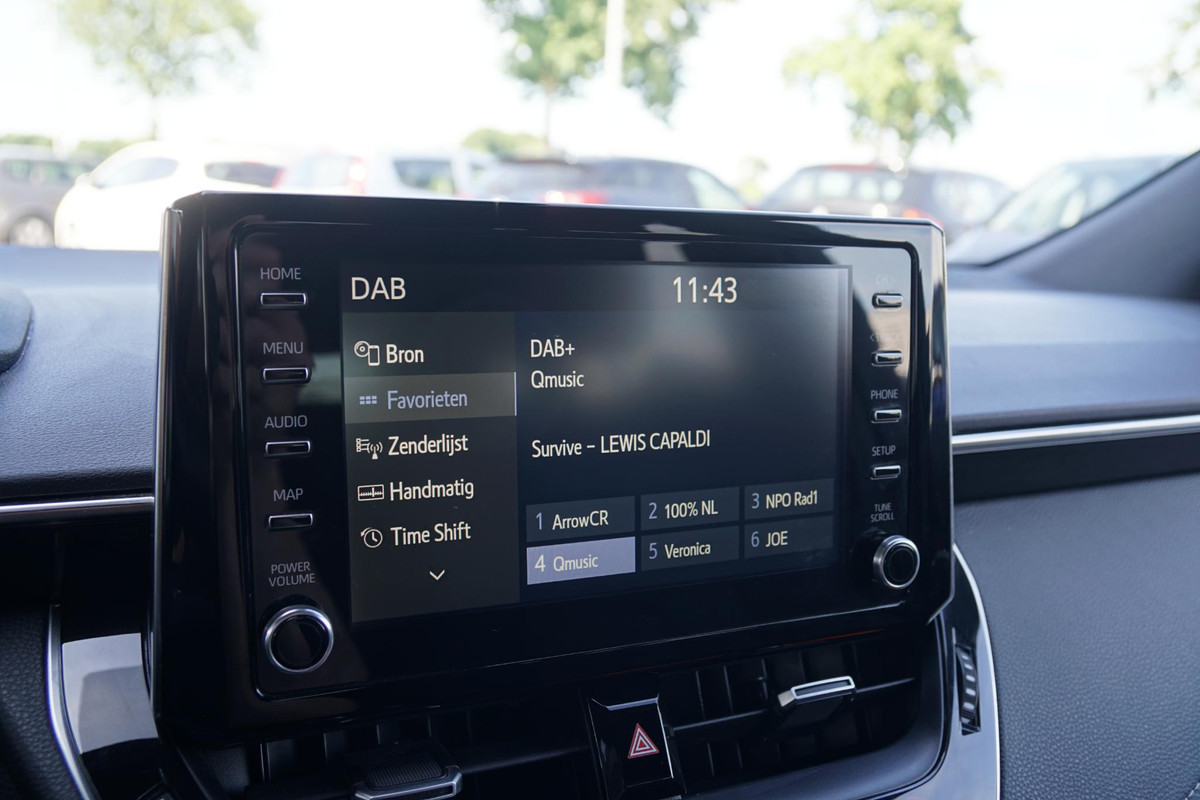 HOME
MENU
AUDIO
MAP
POWER
VOLUME
DAB
11:43
Bron
Favorieten
Zenderlijst
Handmatig
Time Shift
DAB+
Qmusic
Survive – LEWIS CAPALDI
1 ArrowCR
2 100% NL
3 NPO Rad1
4 Qmusic
5 Veronica
6 JOE
PHONE
SETUP
TUNE
SCROLL